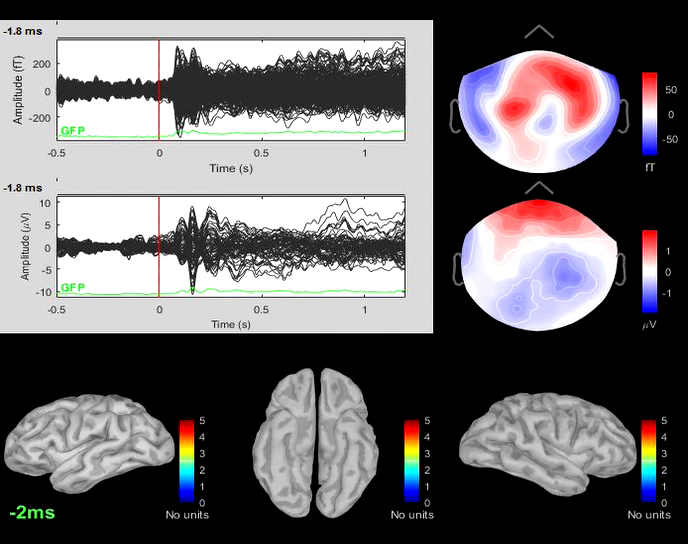 -1.8 ms
Amplitude (fT)
200
0
-200
GFP
-0.5
0
0.5
1
Time (s)
50
0
-50
fT
-1.8 ms
Amplitude (μV)
10
5
0
-5
-10
GFP
-0.5
0
0.5
1
Time (s)
1
0
-1
μV
5
4
3
2
1
0
No units
5
4
3
2
1
0
No units
5
4
3
2
1
0
No units
-2ms